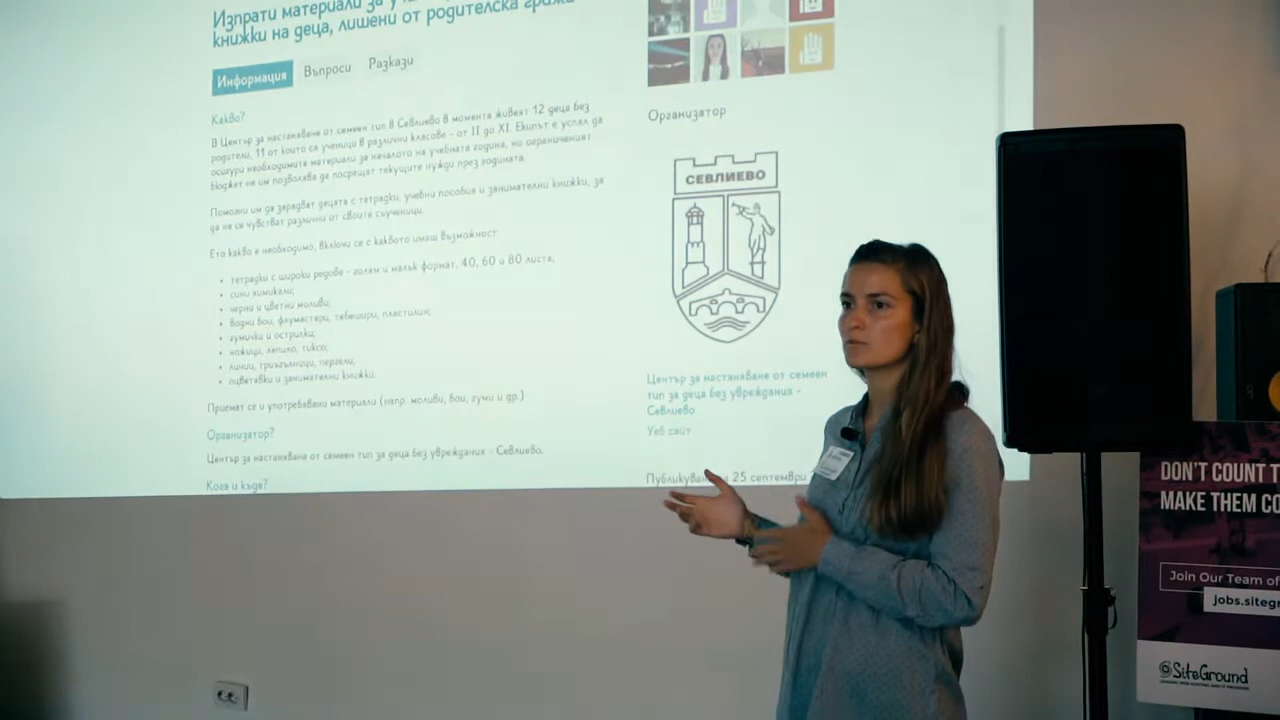 Изпрати материали за
книжки на деца, лишени от родителска грижа
Информация
Въпроси
Разкази
Какво?
В Център за настаняване от семеен тип в Севлиево в момента живеят 12 деца без
родители, 11 от които са ученици в различни класове - от II до XI. Екипът е успял да
осигури необходимите материали за началото на учебната година, но ограниченият
бюджет не им позволява да посрещат текущите нужди през годината.
Помогни им да зарадват децата с тетрадки, учебни пособия и занимателни книжки, за
да не се чувстват различни от своите съученици.
Ето какво е необходимо, включи се с каквото имаш възможност:
тетрадки с широки редове - голям и малък формат, 40, 60 и 80 листа,
сини химикали;
черни и цветни моливи;
водни бои, флумастери, тебешири, пластилин;
гумички и острилки;
ножици, лепило, тиксо;
линии, триъгълници, пергели;
оцветявки и занимателни книжки.
Приемат се и употребявани материали (напр. моливи, бои, гуми и др.)
Организатор?
Център за настаняване от семеен тип за деца без увреждания - Севлиево.
Кога и къде?
Организатор
СЕВЛИЕВО
Център за настаняване от семеен
тип за деца без увреждания -
Севлиево
Уеб сайт
25 септември
DON'T COUNT
MAKE THEM
Join Our Team of
jobs.sitegr
SiteGround